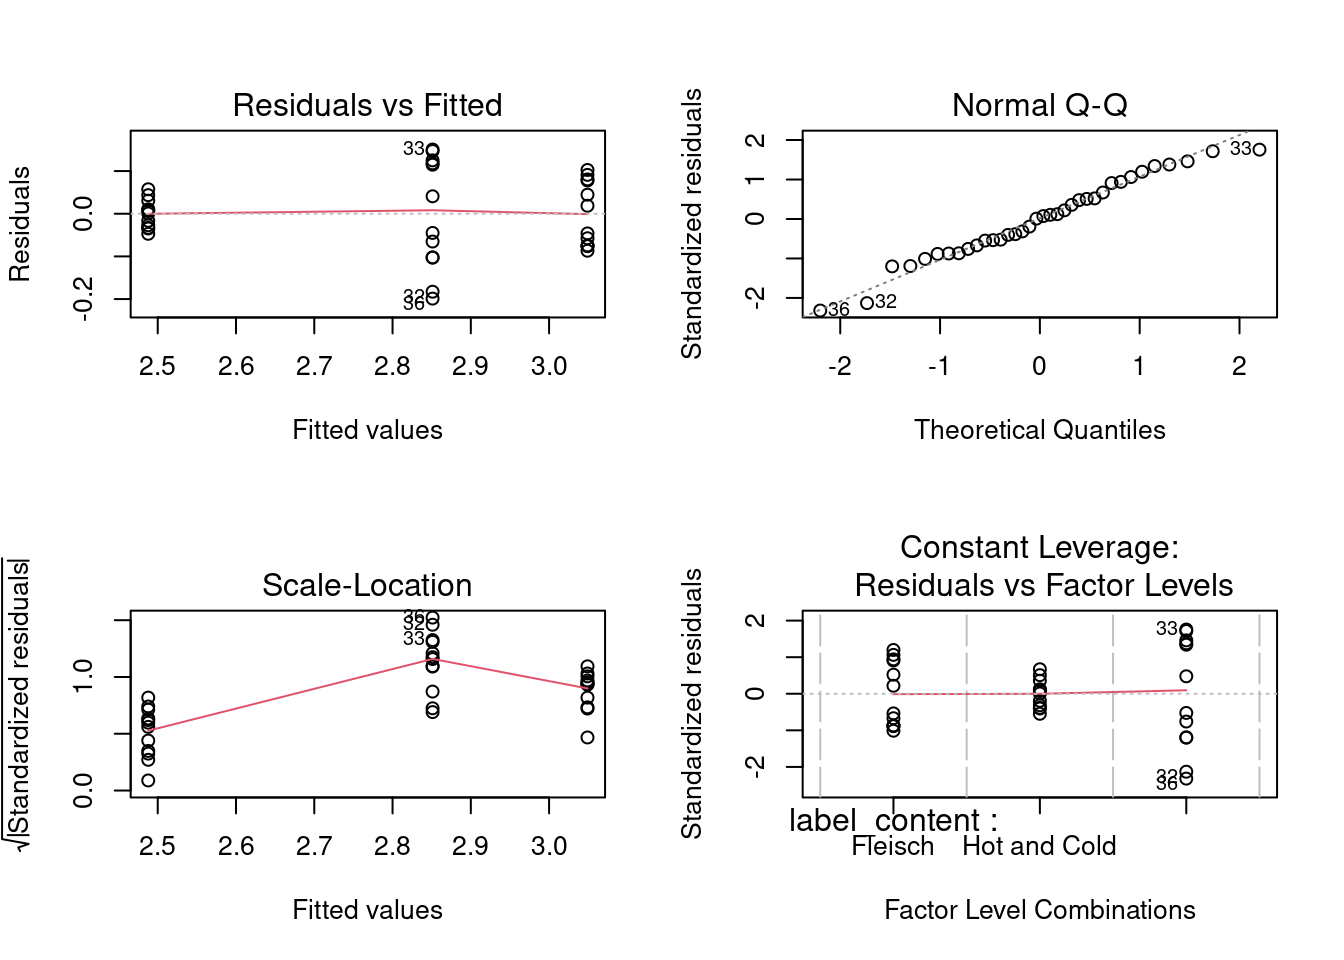 Residuals vs Fitted
Residuals
0.0
-0.2
33
32
36
2.5 2.6 2.7 2.8 2.9 3.0
Fitted values
Normal Q-Q
Standardized residuals
2
1
0
-2
33
32
36
-2 -1 0 1 2
Theoretical Quantiles
Scale-Location
√|Standardized residuals|
1.0
0.0
36
32
33
2.5 2.6 2.7 2.8 2.9 3.0
Fitted values
Constant Leverage:
Residuals vs Factor Levels
Standardized residuals
2
0
-2
33
32
36
label_content :
Fleisch Hot and Cold
Factor Level Combinations